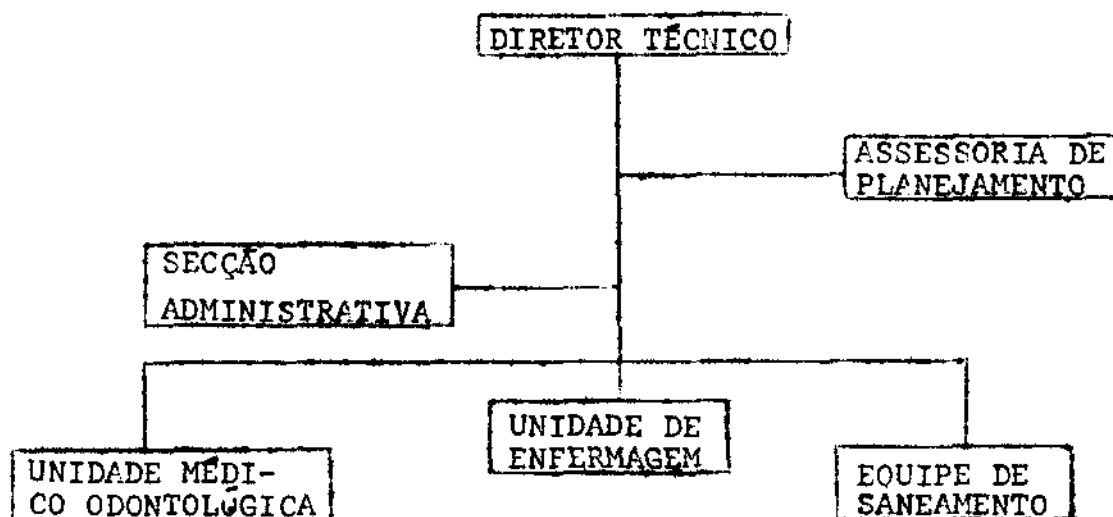 DIRETOR TÉCNICO
ASSESSORIA DE
PLANEJAMENTO
SECÇÃO
ADMINISTRATIVA
UNIDADE DE
ENFERMAGEM
UNIDADE MÉDI-
CO ODONTOLÓGICA
EQUIPE DE
SANEAMENTO